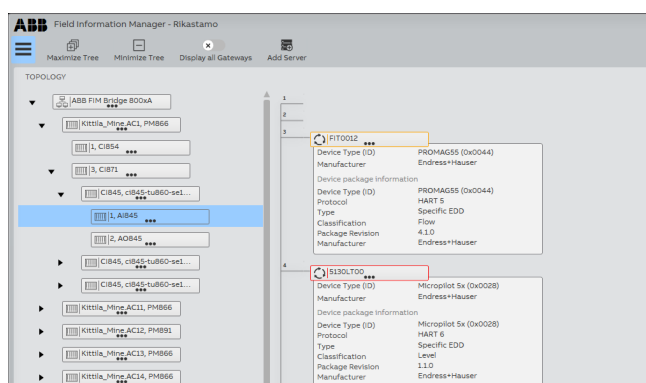 ABB Field Information Manager - Rikastamo
Maximize Tree Minimize Tree Display all Gateways Add Server
TOPOLOGY
ABB FIM Bridge 800xA
Kittila_Mine.AC1, PM866
1, CI854
3, CI871
CI845, ci845-tu860-se1...
1, AI845
2, AO845
CI845, ci845-tu860-se1...
CI845, ci845-tu860-se1...
Kittila_Mine.AC11, PM866
Kittila_Mine.AC12, PM891
Kittila_Mine.AC13, PM866
Kittila_Mine.AC14, PM866
1
2
3
FIT0012
Device Type (ID) PROMAG55 (0x0044)
Manufacturer Endress+Hauser
Device package information
Device Type (ID) PROMAG55 (0x0044)
Protocol HART 5
Type Specific EDD
Classification Flow
Package Revision 4.1.0
Manufacturer Endress+Hauser
4
5130LT00
Device Type (ID) Micropilot 5x (0x0028)
Manufacturer Endress+Hauser
Device package information
Device Type (ID) Micropilot 5x (0x0028)
Protocol HART 6
Type Specific EDD
Classification Level
Package Revision 1.1.0
Manufacturer Endress+Hauser